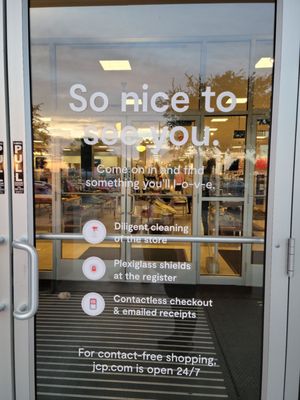 So nice to
see you.
Come on in and find
something you'll l-o-v-e.
Diligent cleaning
of the store
Plexiglass shields
at the register
Contactless checkout
& emailed receipts
For contact-free shopping,
jcp.com is open 24/7
PULL
PULL